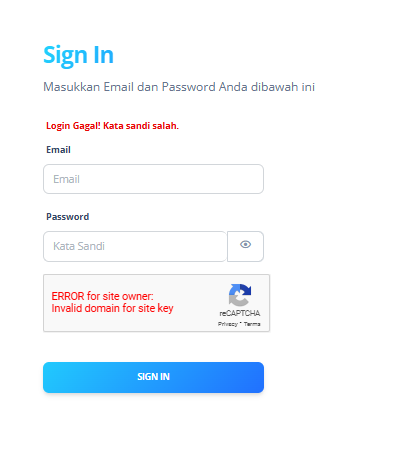 Sign In
Masukkan Email dan Password Anda dibawah ini
Login Gagal! Kata sandi salah.
Email
Email
Password
Kata Sandi
ERROR for site owner:
Invalid domain for site key
reCAPTCHA
Privacy - Terms
SIGN IN